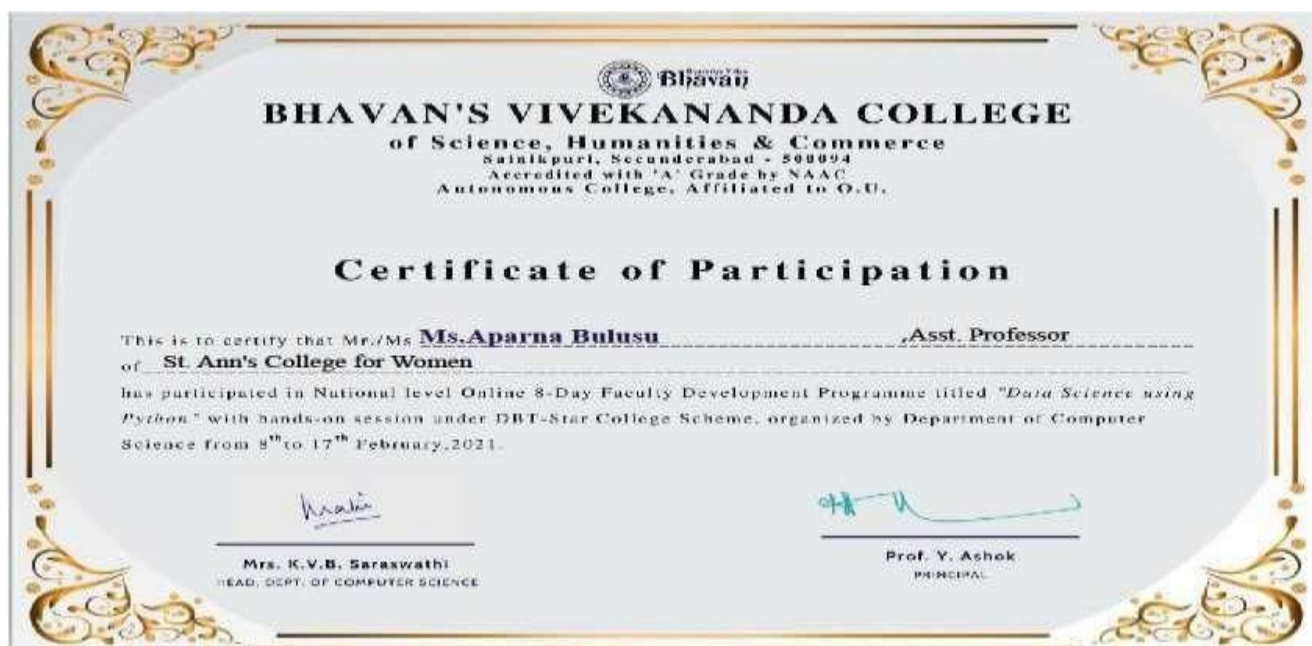 Bhavan
BHAVAN'S VIVEKANANDA COLLEGE
of Science, Humanities & Commerce
Sainikpuri, Secunderabad - 500094
Accredited with 'A' Grade by NAAC
Autonomous College, Affiliated to O.U.
Certificate of Participation
This is to certify that Mr./Ms Ms.Aparna Bulusu ,Asst. Professor
of St. Ann's College for Women
has participated in National level Online 8-Day Faculty Development Programme titled "Data Science using
Python" with hands-on session under DBT-Star College Scheme, organized by Department of Computer
Science from 8th to 17th February,2021.
Mrs. K.V.B. Saraswathi
HEAD, DEPT. OF COMPUTER SCIENCE
Prof. Y. Ashok
PRINCIPAL